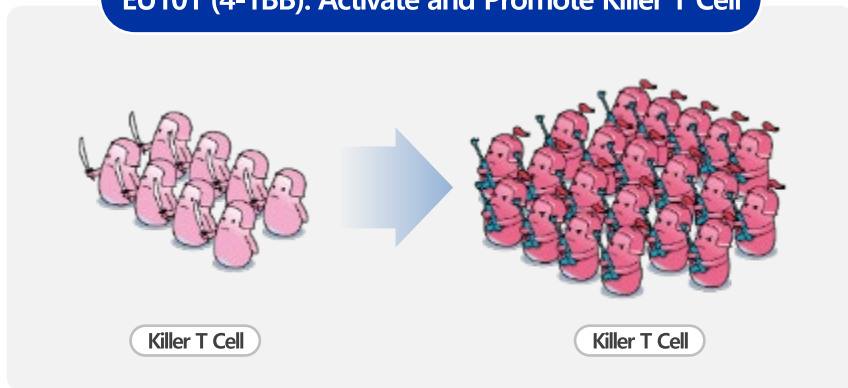 EU101 (4-1BB): Activate and Promote Killer T Cell
Killer T Cell
Killer T Cell